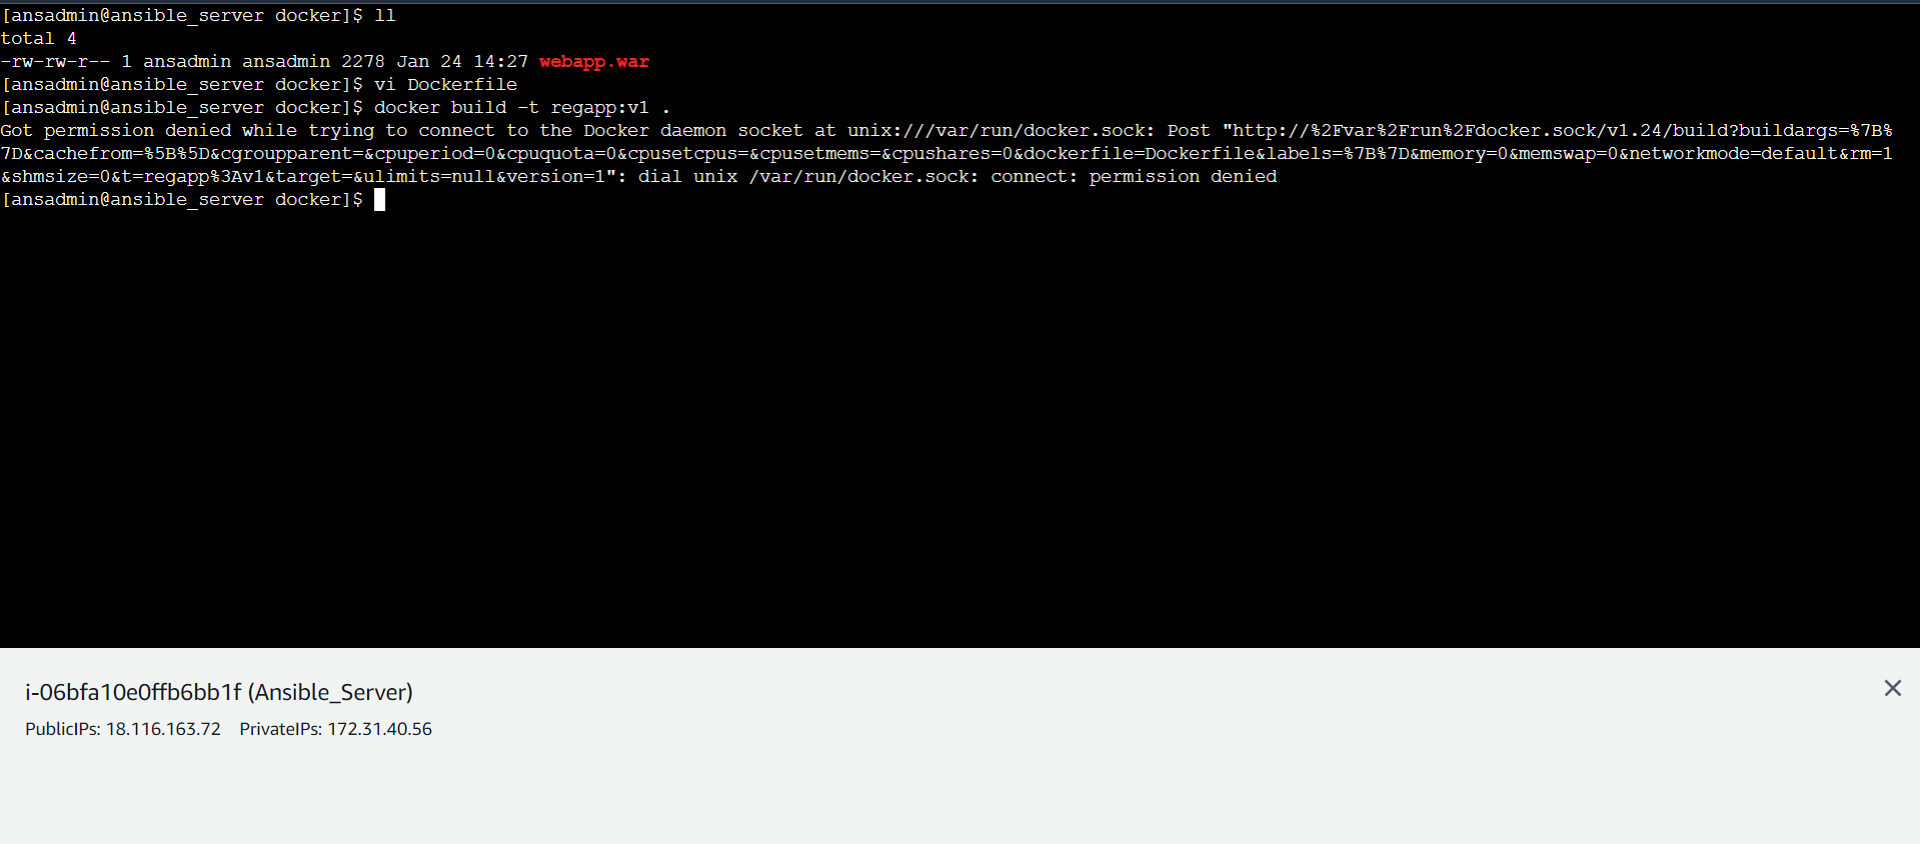 [ansadmin@ansible_server docker]$ ll
total 4
-rw-rw-r-- 1 ansadmin ansadmin 2278 Jan 24 14:27 webapp.war
[ansadmin@ansible_server docker]$ vi Dockerfile
[ansadmin@ansible_server docker]$ docker build -t regapp:v1 .
Got permission denied while trying to connect to the Docker daemon socket at unix:///var/run/docker.sock: Post "http://%2Fvar%2Frun%2Fdocker.sock/v1.24/build?buildargs=%7B%
7D&cachefrom=%5B%5D&cgroupparent=&cpuperiod=0&cpuquota=0&cpusetcpus=&cpusetmems=&cpushares=0&dockerfile=Dockerfile&labels=%7B%7D&memory=0&memswap=0&networkmode=default&rm=1
&shmsize=0&t=regapp%3Av1&target=&ulimits=null&version=1": dial unix /var/run/docker.sock: connect: permission denied
[ansadmin@ansible_server docker]$
i-06bfa10e0ffb6bb1f (Ansible_Server)
PublicIPs: 18.116.163.72 PrivateIPs: 172.31.40.56